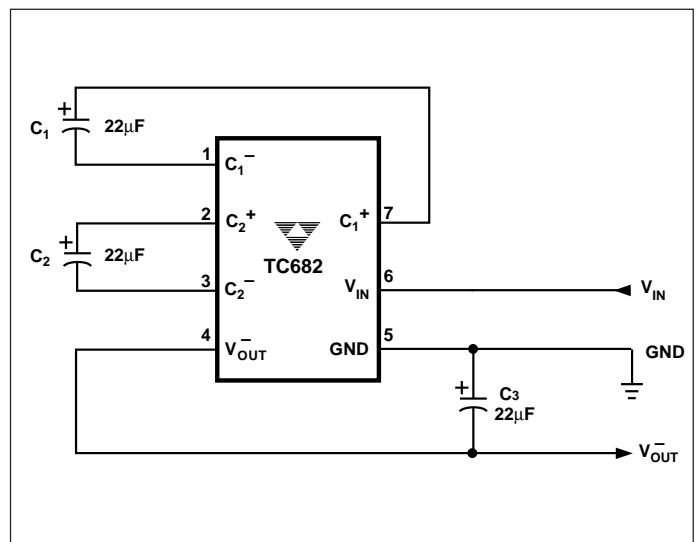 C1
+
22µF
1
C1–
2
C2+
C1+
7
C2
+
22µF
TC682
3
C2–
VIN
6
VIN
4
V–OUT
GND
5
GND
+
C3
22µF
V–OUT